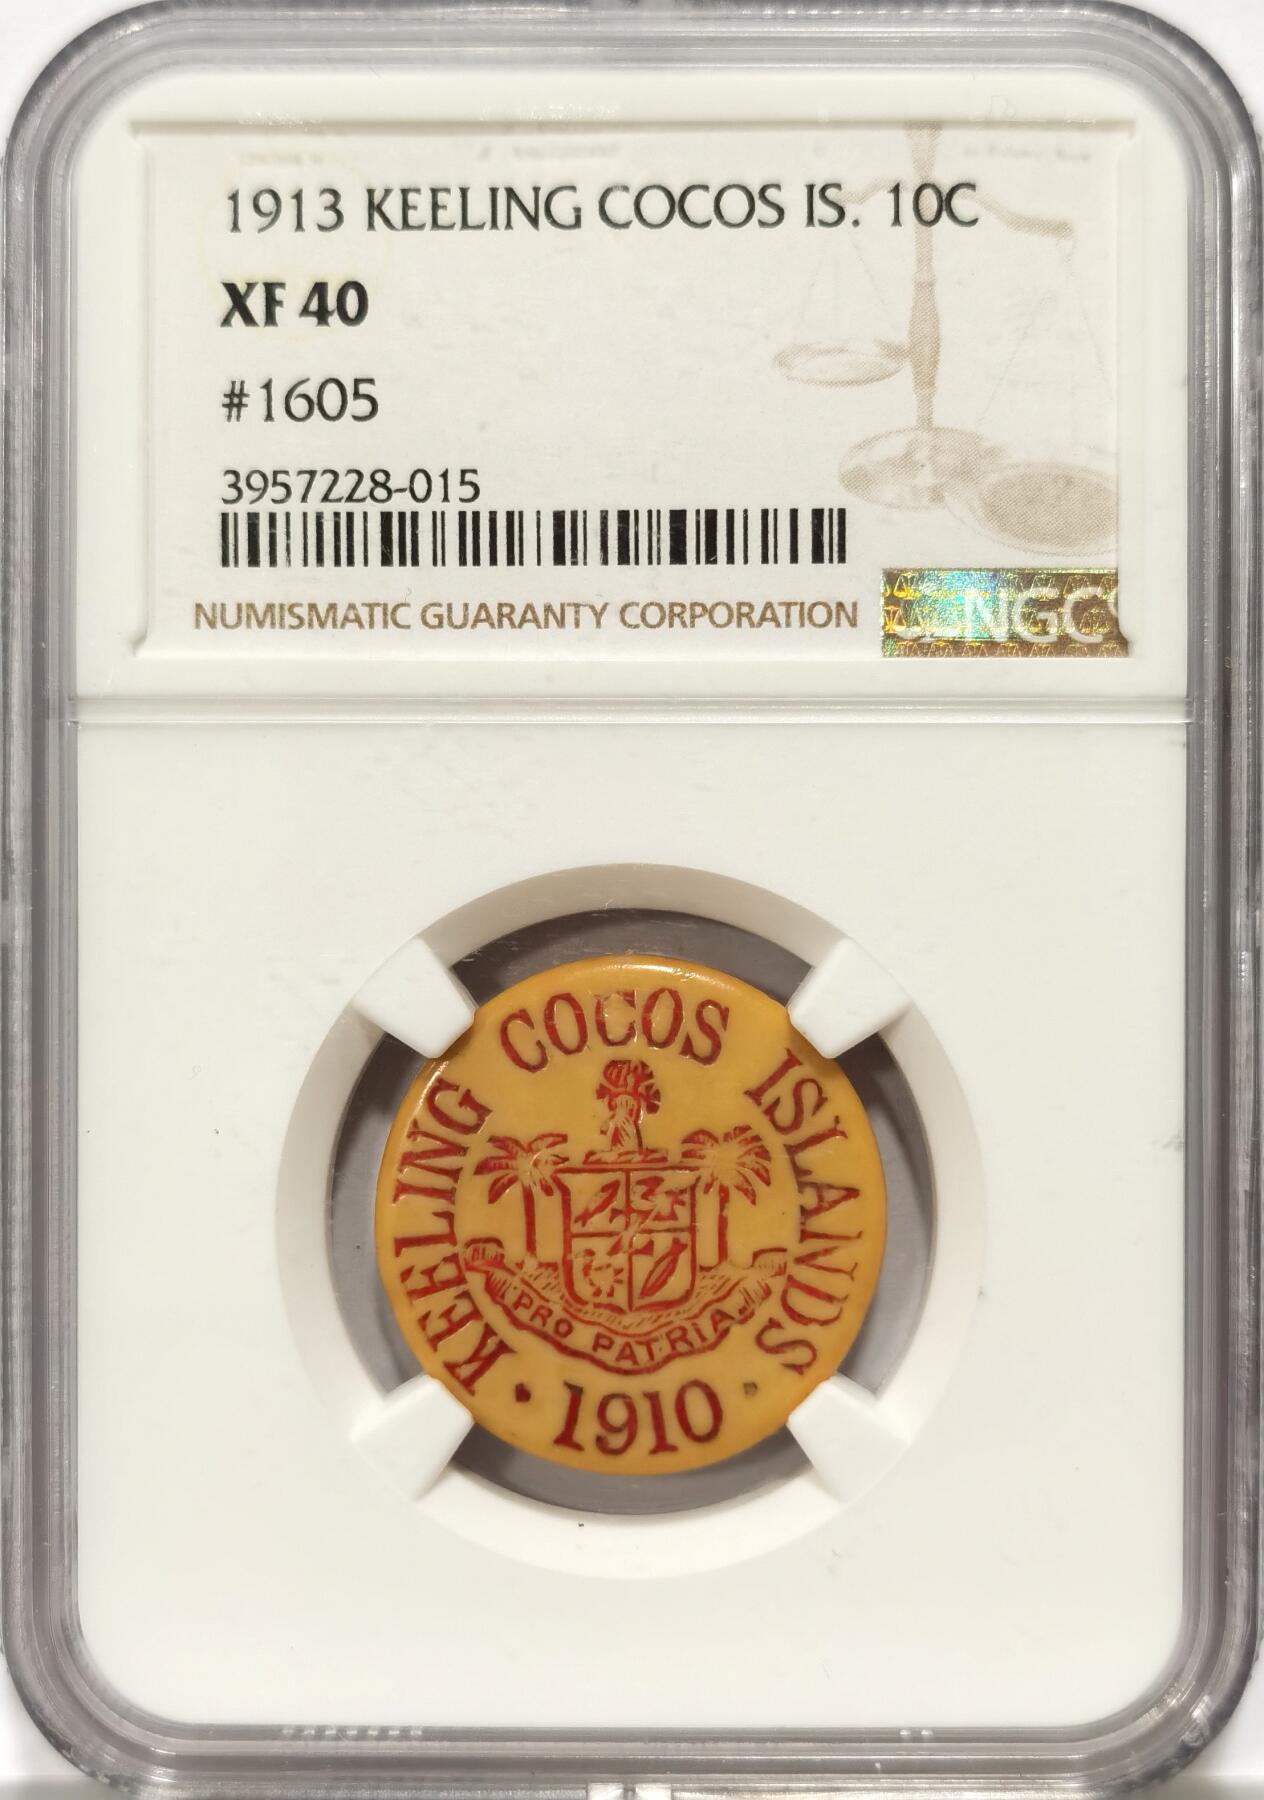 1913 KEELING COCOS IS. 10C
XF 40
#1605
3957228-015
NUMISMATIC GUARANTY CORPORATION
NGC
KEELING COCOS ISLANDS
PRO PATRIA
• 1910 •